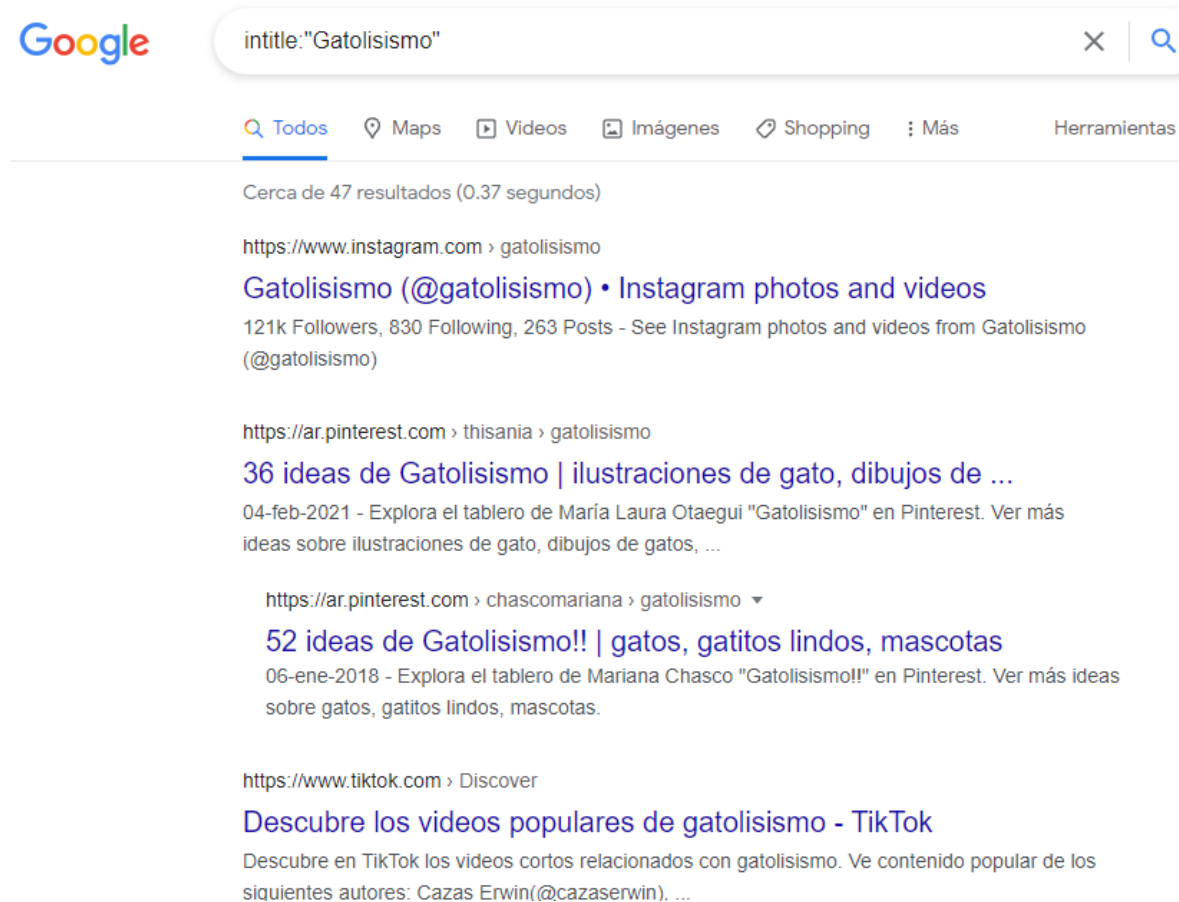 Google
intitle:"Gatolisismo"
Todos Maps Videos Imágenes Shopping Más Herramientas
Cerca de 47 resultados (0.37 segundos)
https://www.instagram.com › gatolisismo
Gatolisismo (@gatolisismo) • Instagram photos and videos
121k Followers, 830 Following, 263 Posts - See Instagram photos and videos from Gatolisismo
(@gatolisismo)
https://ar.pinterest.com › thisania › gatolisismo
36 ideas de Gatolisismo | ilustraciones de gato, dibujos de ...
04-feb-2021 - Explora el tablero de María Laura Otaegui "Gatolisismo" en Pinterest. Ver más
ideas sobre ilustraciones de gato, dibujos de gatos, ...
https://ar.pinterest.com › chascomariana › gatolisismo
52 ideas de Gatolisismo!! | gatos, gatitos lindos, mascotas
06-ene-2018 - Explora el tablero de Mariana Chasco "Gatolisismo!!" en Pinterest. Ver más ideas
sobre gatos, gatitos lindos, mascotas.
https://www.tiktok.com › Discover
Descubre los videos populares de gatolisismo - TikTok
Descubre en TikTok los videos cortos relacionados con gatolisismo. Ve contenido popular de los
siguientes autores: Cazas Erwin(@cazaserwin), ...